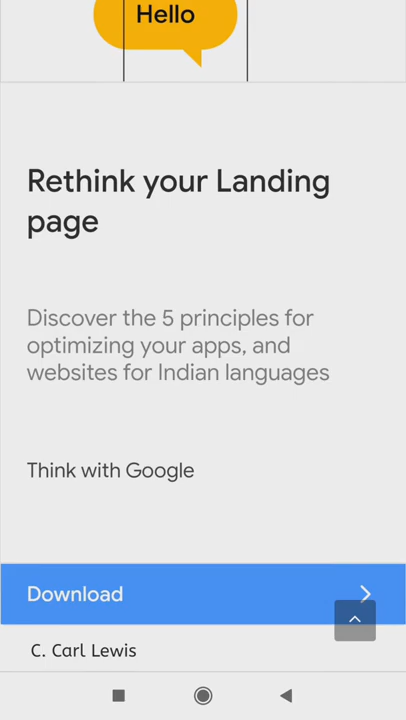 Hello
Rethink your Landing
page
Discover the 5 principles for
optimizing your apps, and
websites for Indian languages
Think with Google
Download
C. Carl Lewis